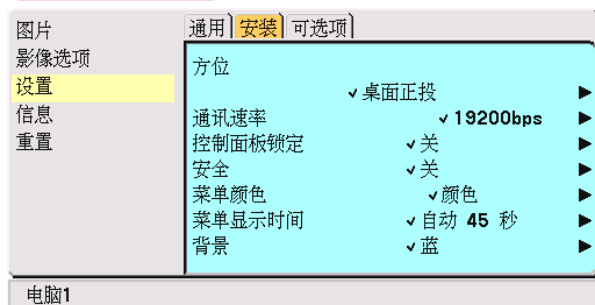 图片
影像选项
设置
信息
重置
通用 安装 可选项
方位
✓桌面正投 ▶
通讯速率 ✓19200bps ▶
控制面板锁定 ✓关 ▶
安全 ✓关 ▶
菜单颜色 ✓颜色 ▶
菜单显示时间 ✓自动 45 秒 ▶
背景 ✓蓝 ▶
电脑1